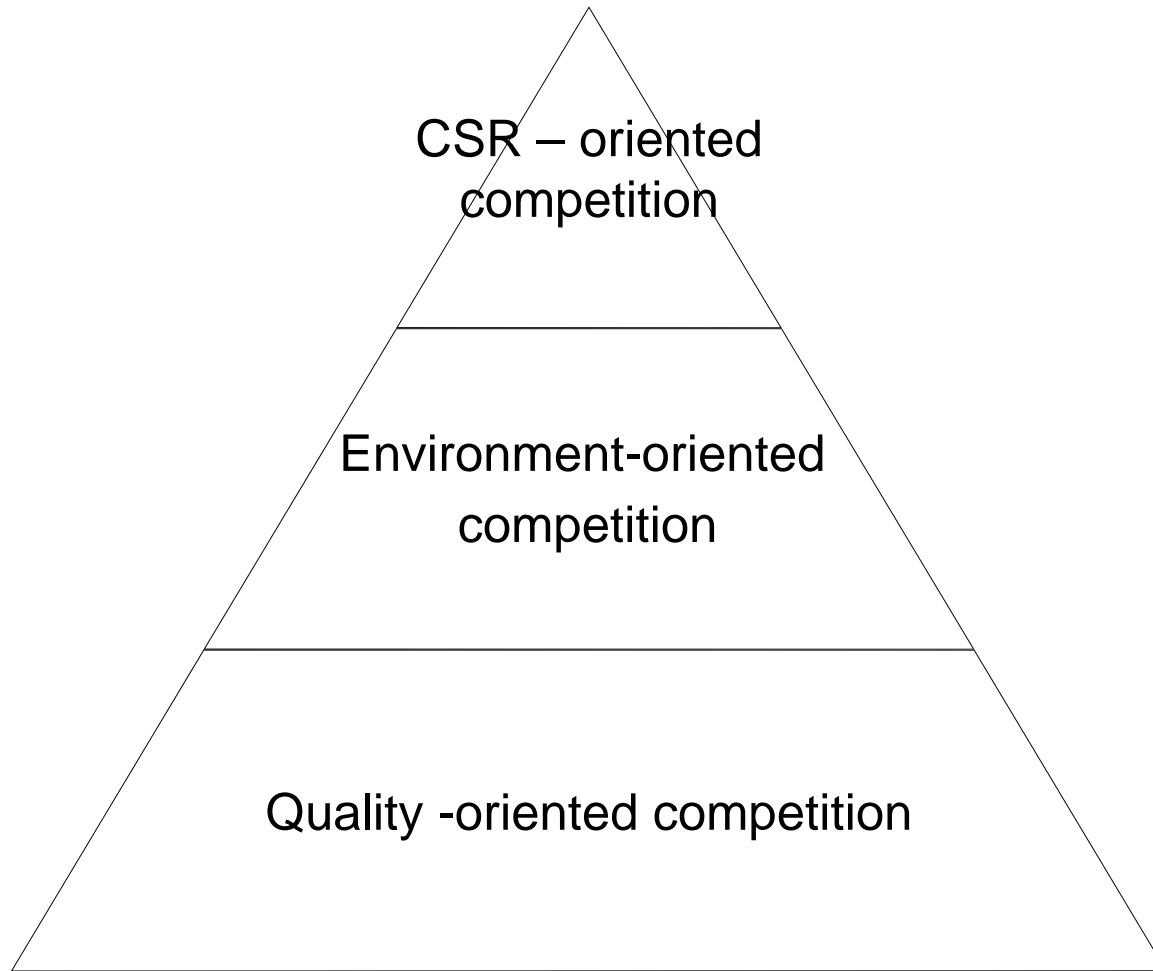 CSR – oriented
competition
Environment-oriented
competition
Quality -oriented competition